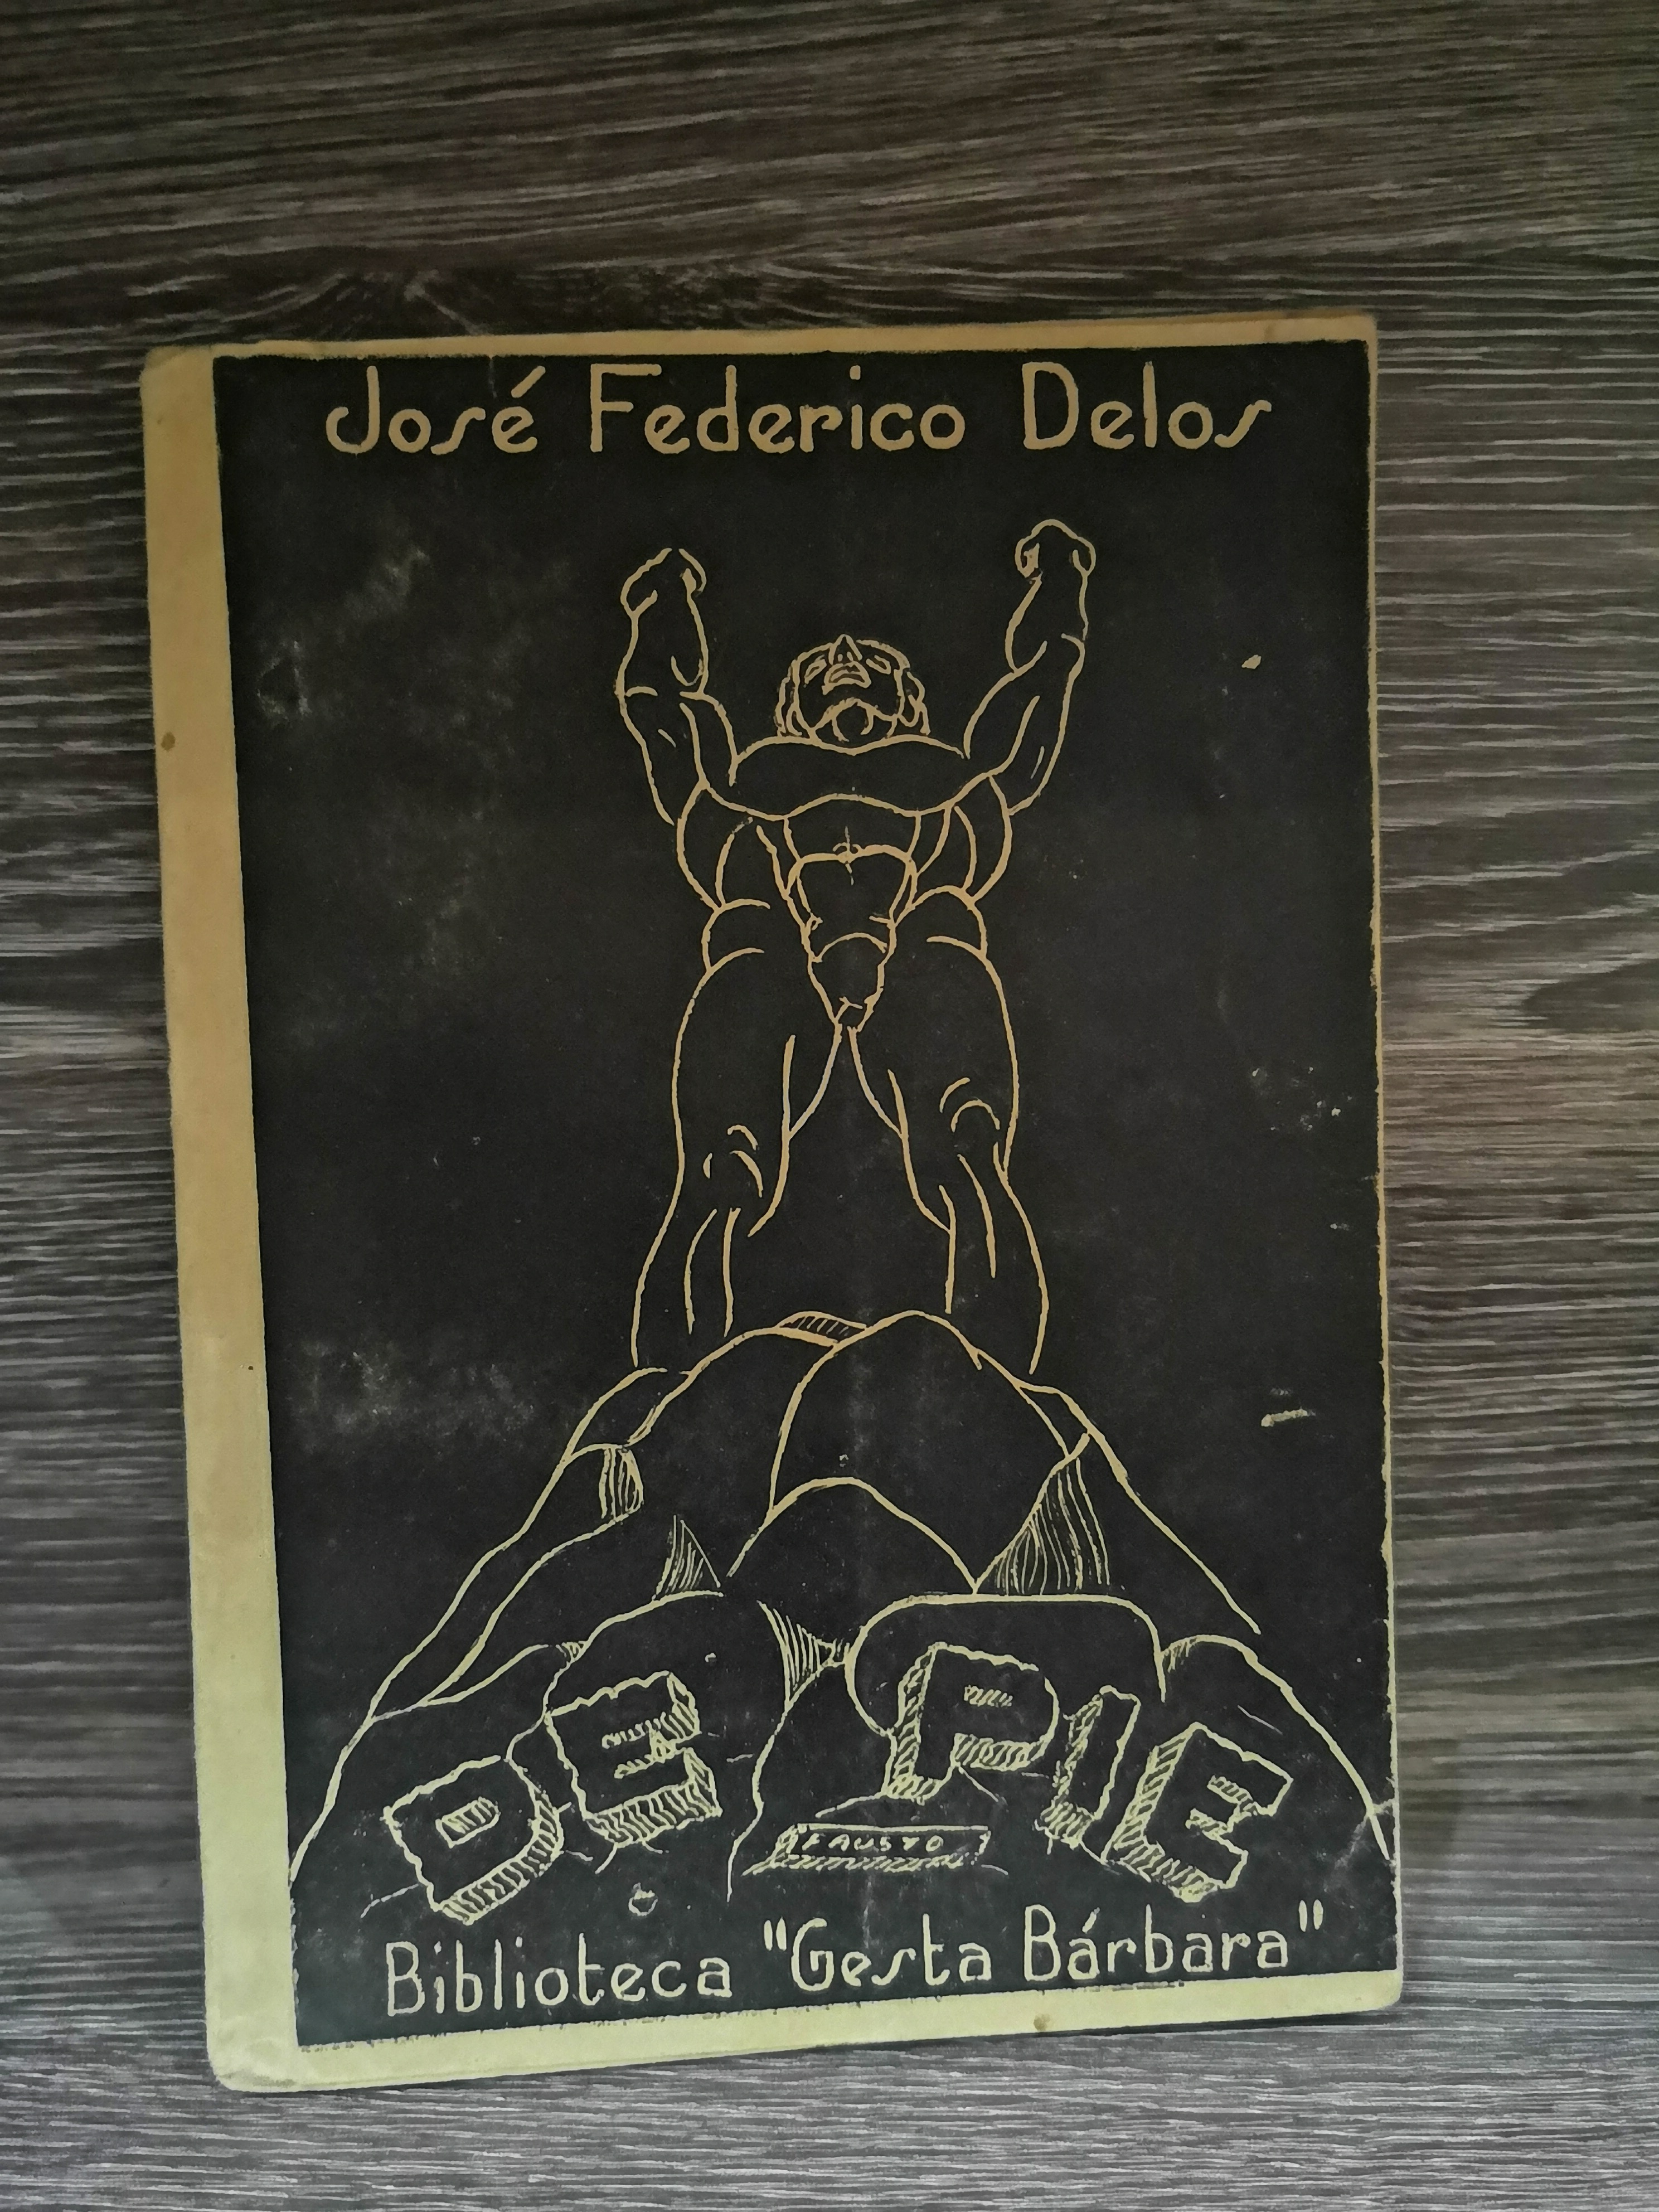 José Federico Delos
DE PIE
FAUSTO
Biblioteca "Gesta Bárbara"